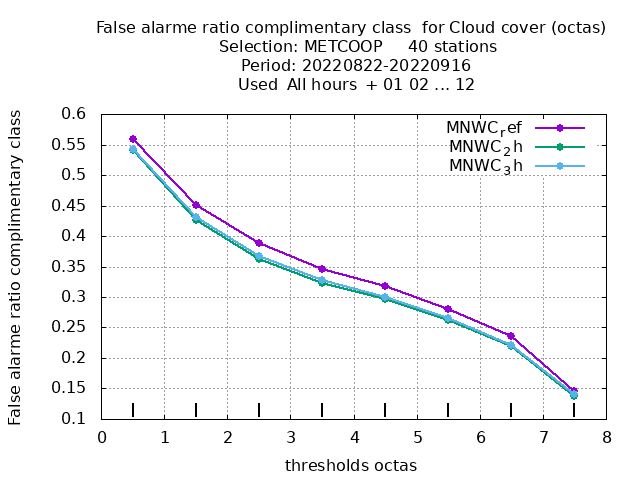 False alarme ratio complimentary class  for Cloud cover (octas)
Selection: METCOOP     40 stations
Period: 20220822-20220916
Used  All hours  + 01 02 ... 12
False alarme ratio complimentary class
0.6
0.55
0.5
0.45
0.4
0.35
0.3
0.25
0.2
0.15
0.1
MNWCref
MNWC2h
MNWC3h
0 1 2 3 4 5 6 7 8
thresholds octas